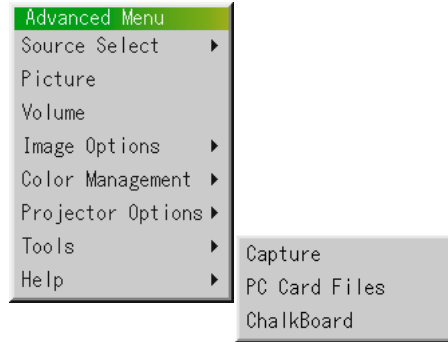 Advanced Menu
Source Select
Picture
Volume
Image Options
Color Management
Projector Options
Tools
Help
Capture
PC Card Files
ChalkBoard